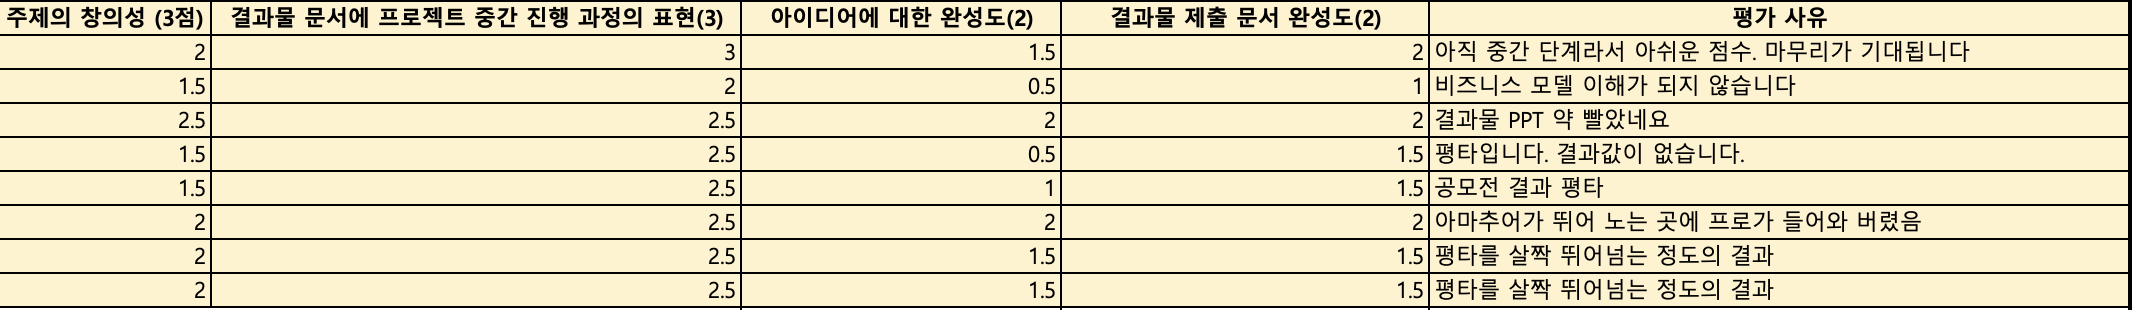 주제의 창의성 (3점) 결과물 문서에 프로젝트 중간 진행 과정의 표현(3) 아이디어에 대한 완성도(2) 결과물 제출 문서 완성도(2) 평가 사유
2 3 1.5 2 아직 중간 단계라서 아쉬운 점수. 마무리가 기대됩니다
1.5 2 0.5 1 비즈니스 모델 이해가 되지 않습니다
2.5 2.5 2 2 결과물 PPT 약 빨았네요
1.5 2.5 0.5 1.5 평타입니다. 결과값이 없습니다.
1.5 2.5 1 1.5 공모전 결과 평타
2 2.5 2 2 아마추어가 뛰어 노는 곳에 프로가 들어와 버렸음
2 2.5 1.5 1.5 평타를 살짝 뛰어넘는 정도의 결과
2 2.5 1.5 1.5 평타를 살짝 뛰어넘는 정도의 결과